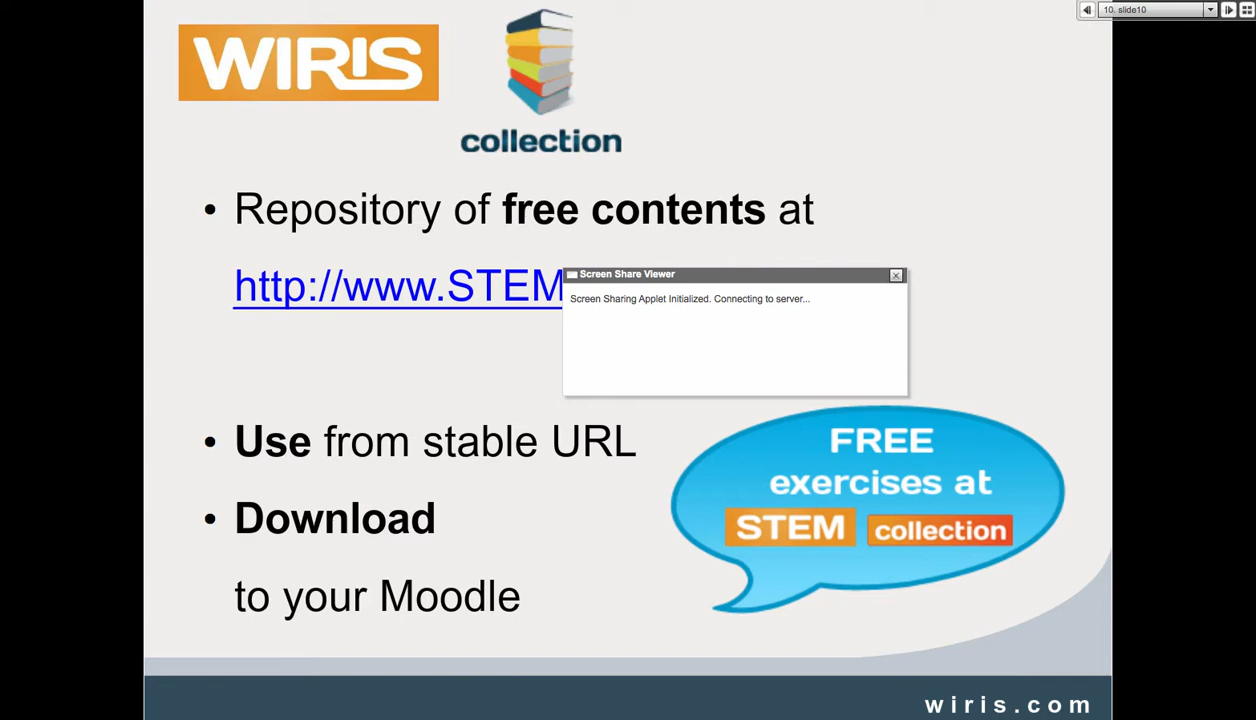 10. slide10
WIRIS
collection
• Repository of free contents at
http://www.STEM
Screen Share Viewer
Screen Sharing Applet Initialized. Connecting to server...
• Use from stable URL
• Download
to your Moodle
FREE
exercises at
STEM collection
wiris.com